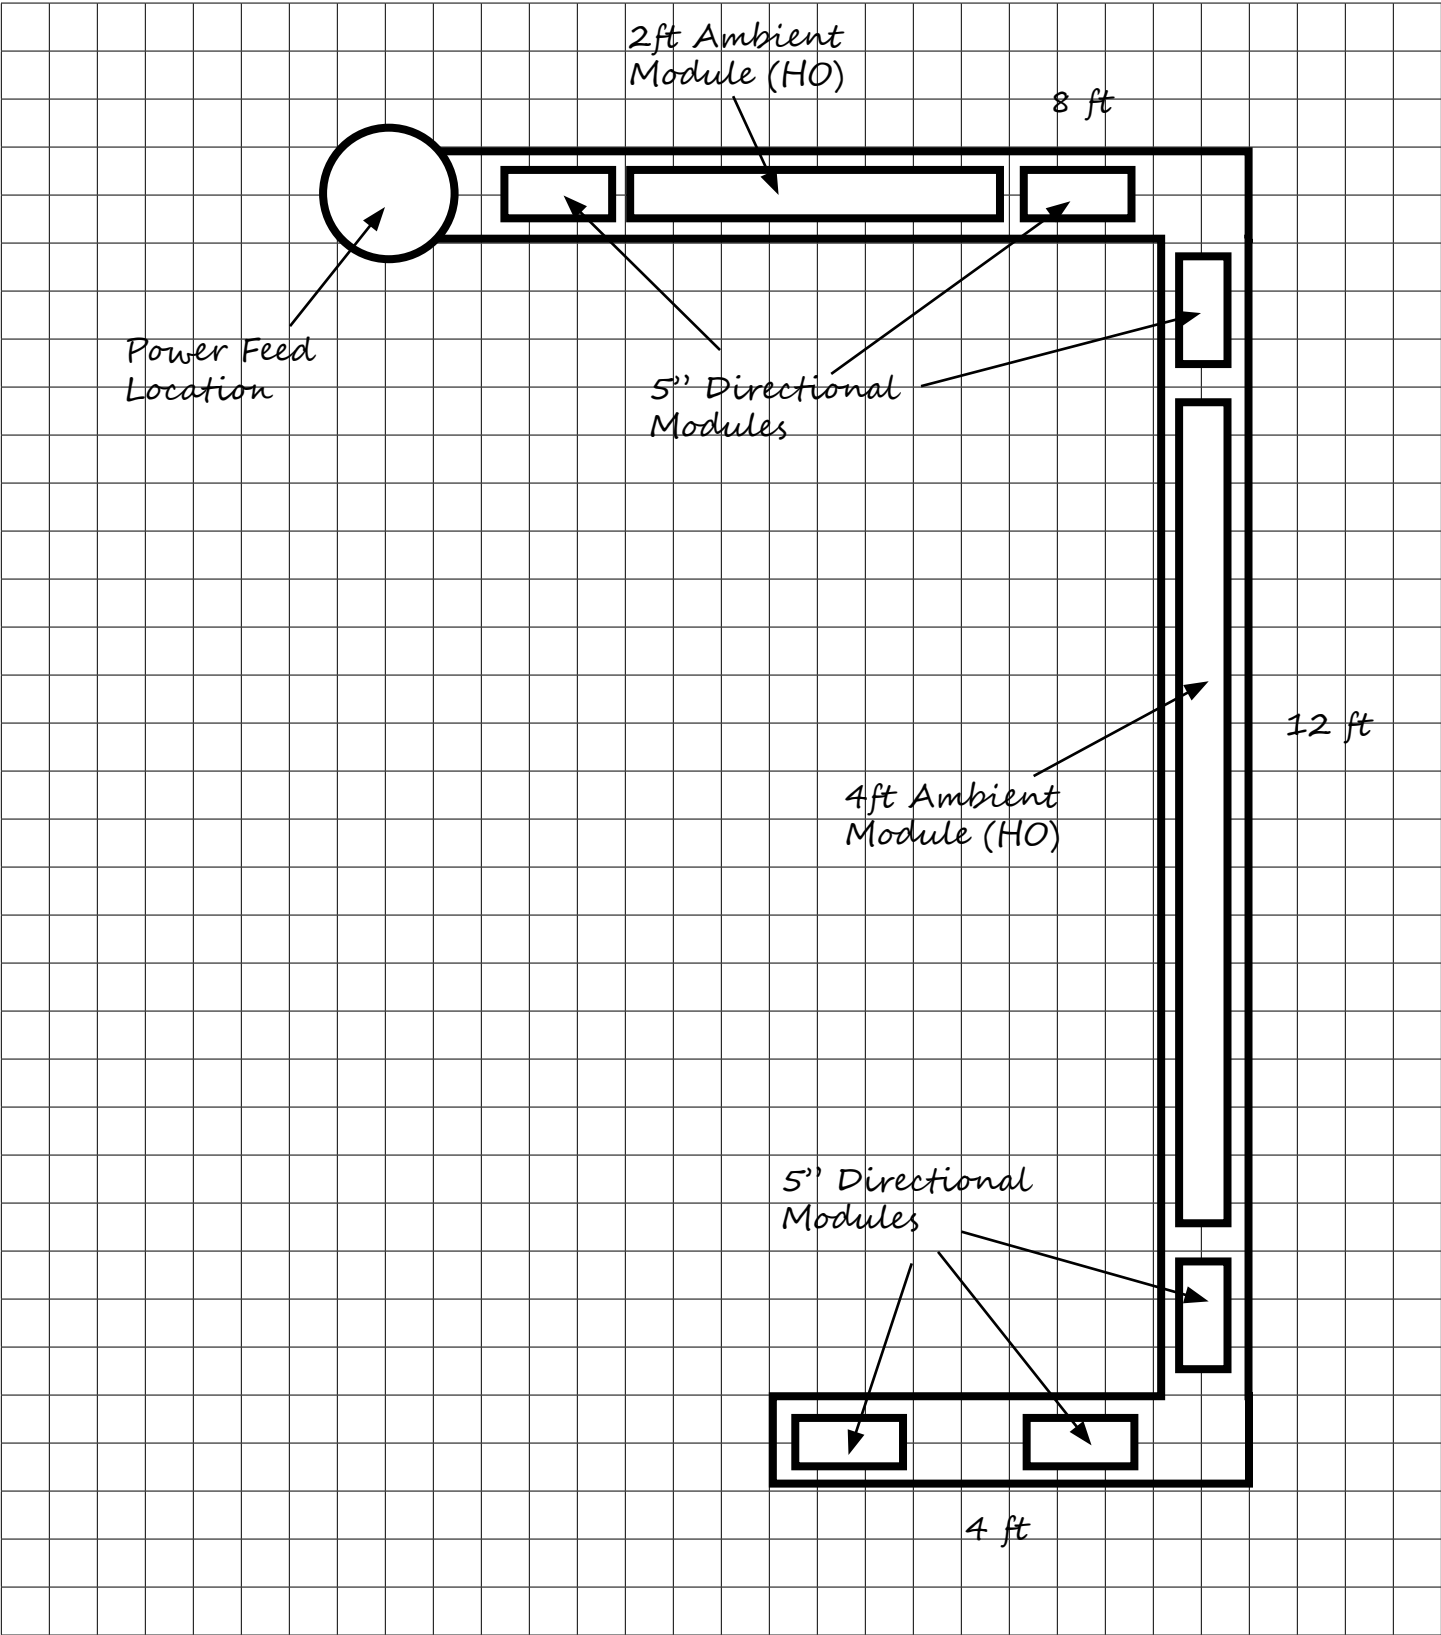 2ft Ambient
Module (HO)
8 ft
Power Feed
Location
5” Directional
Modules
12 ft
4ft Ambient
Module (HO)
5” Directional
Modules
4 ft